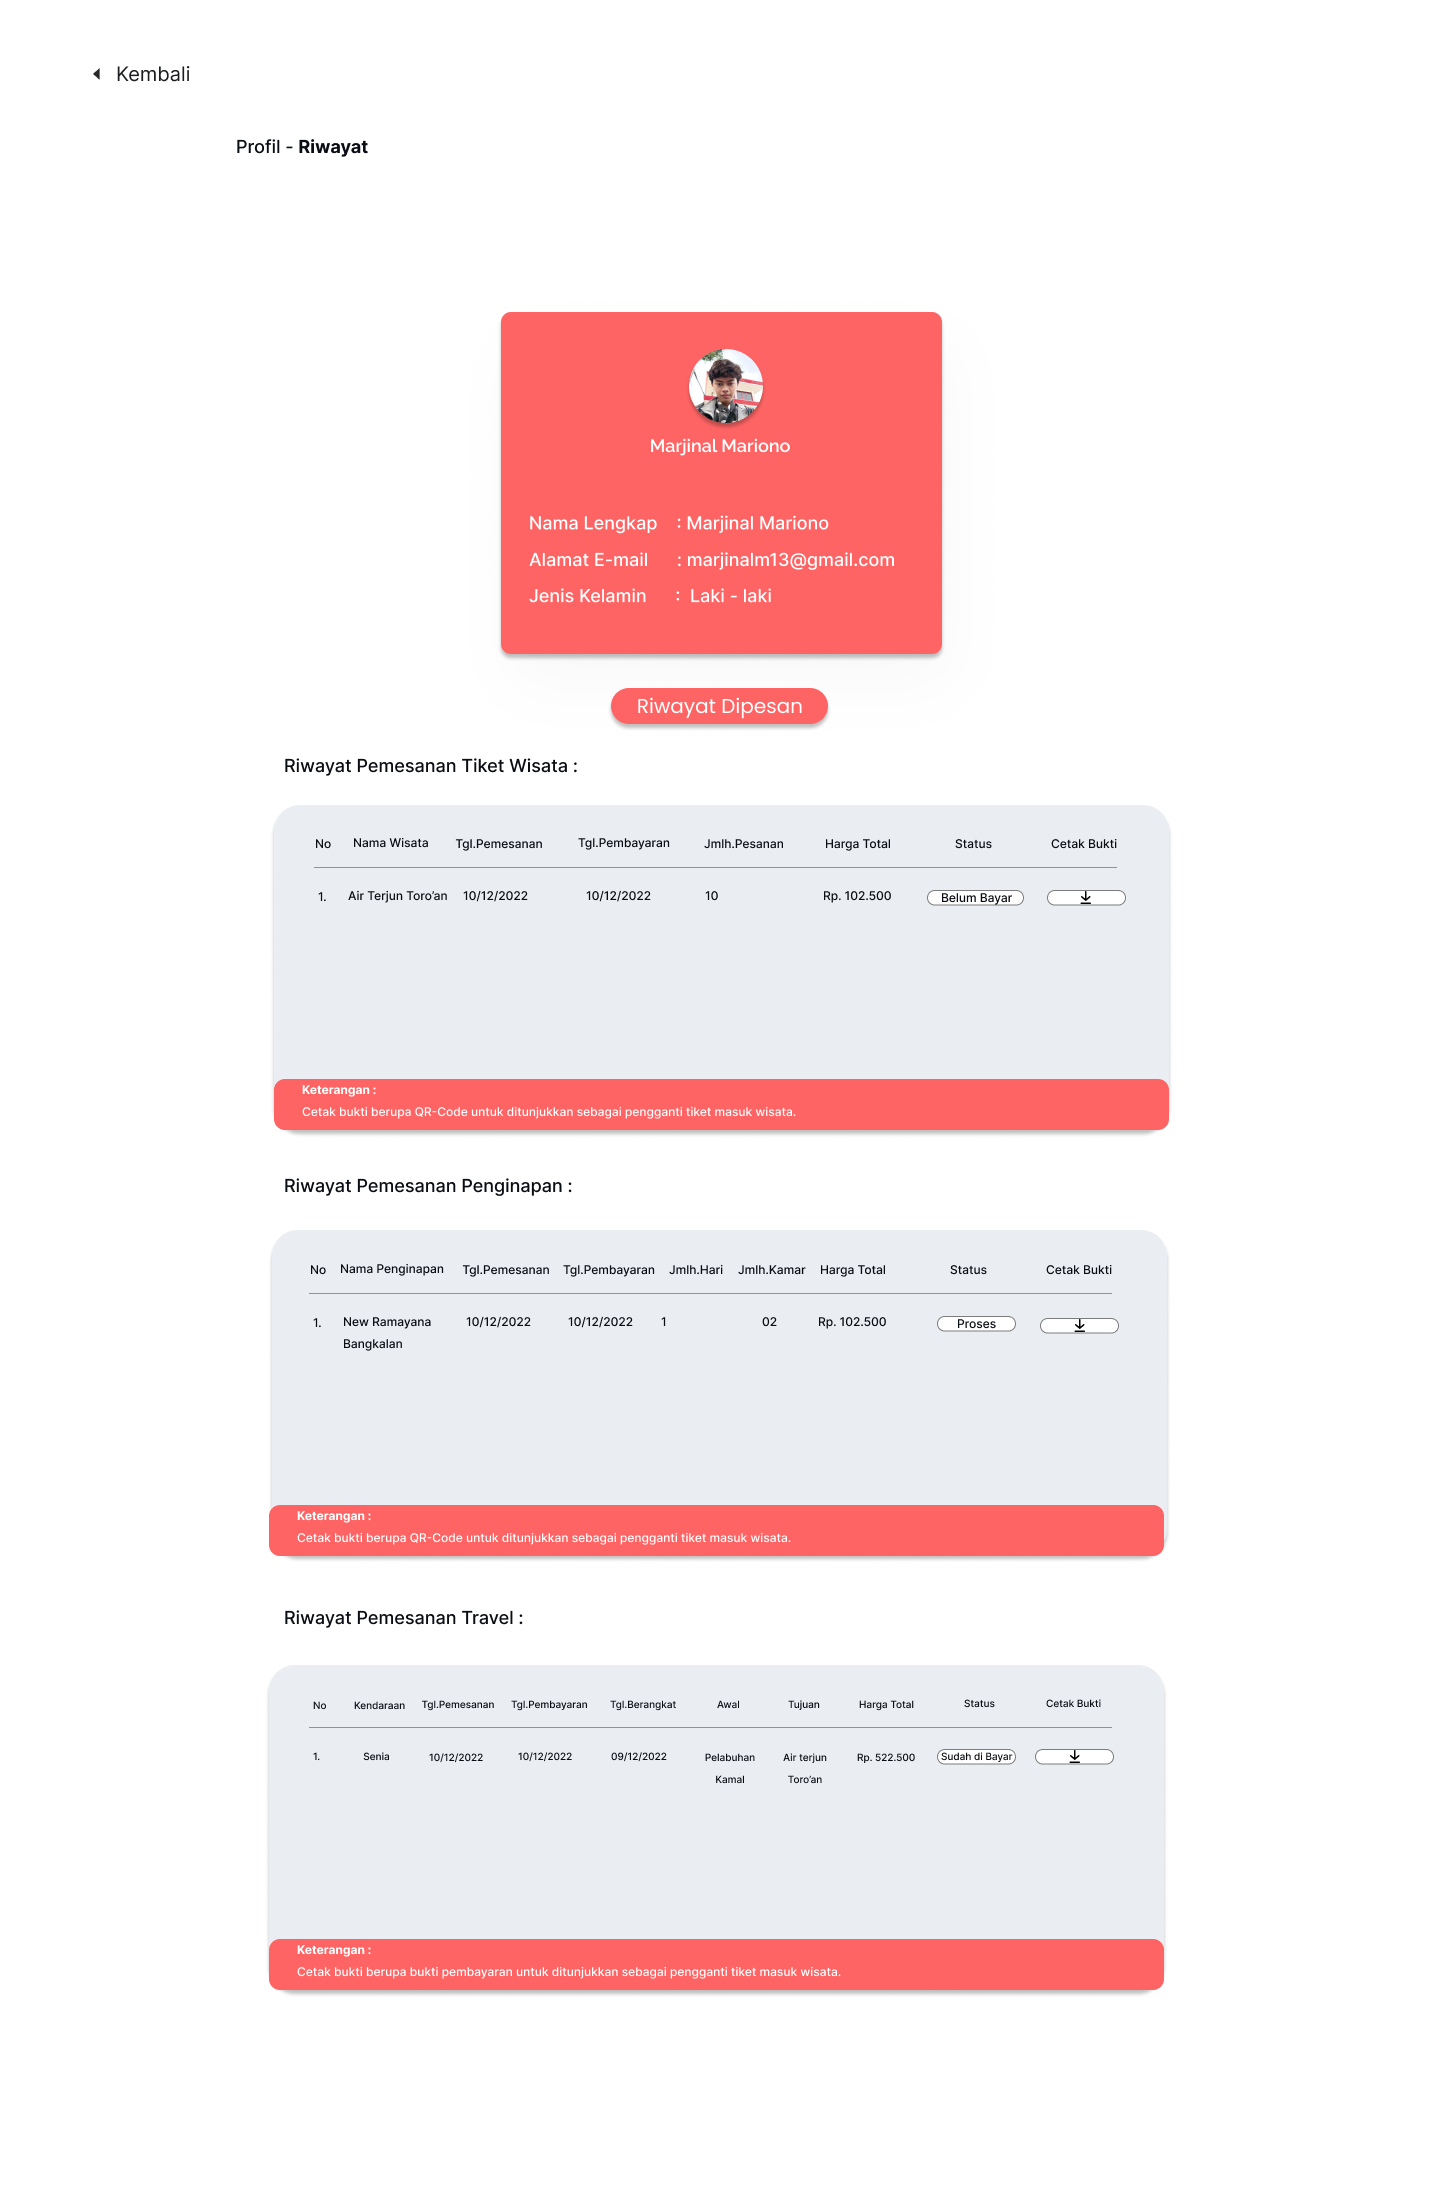 Kembali
Profil - Riwayat
Marjinal Mariono
Nama Lengkap : Marjinal Mariono
Alamat E-mail : marjinalm13@gmail.com
Jenis Kelamin : Laki - laki
Riwayat Dipesan
Riwayat Pemesanan Tiket Wisata :
No Nama Wisata Tgl.Pemesanan Tgl.Pembayaran Jmlh.Pesanan Harga Total Status Cetak Bukti
1. Air Terjun Toro’an 10/12/2022 10/12/2022 10 Rp. 102.500 Belum Bayar
Keterangan :
Cetak bukti berupa QR-Code untuk ditunjukkan sebagai pengganti tiket masuk wisata.
Riwayat Pemesanan Penginapan :
No Nama Penginapan Tgl.Pemesanan Tgl.Pembayaran Jmlh.Hari Jmlh.Kamar Harga Total Status Cetak Bukti
1. New Ramayana 10/12/2022 10/12/2022 1 02 Rp. 102.500 Proses
Bangkalan
Keterangan :
Cetak bukti berupa QR-Code untuk ditunjukkan sebagai pengganti tiket masuk wisata.
Riwayat Pemesanan Travel :
No Kendaraan Tgl.Pemesanan Tgl.Pembayaran Tgl.Berangkat Awal Tujuan Harga Total Status Cetak Bukti
1. Senia 10/12/2022 10/12/2022 09/12/2022 Pelabuhan Air terjun Rp. 522.500 Sudah di Bayar
Kamal Toro’an
Keterangan :
Cetak bukti berupa bukti pembayaran untuk ditunjukkan sebagai pengganti tiket masuk wisata.